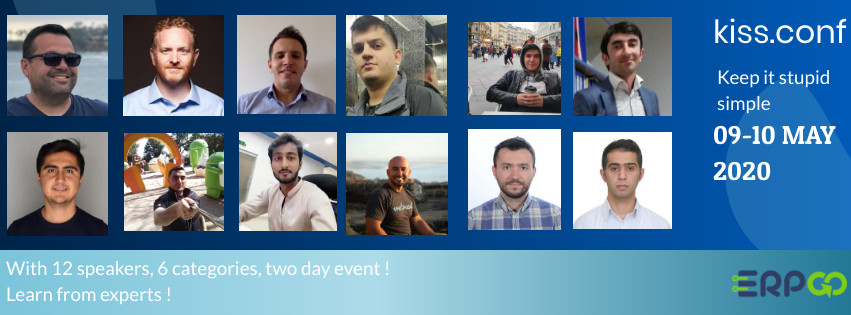 kiss.conf
Keep it stupid
simple
09-10 MAY
2020
With 12 speakers, 6 categories, two day event !
Learn from experts !
ERPGO